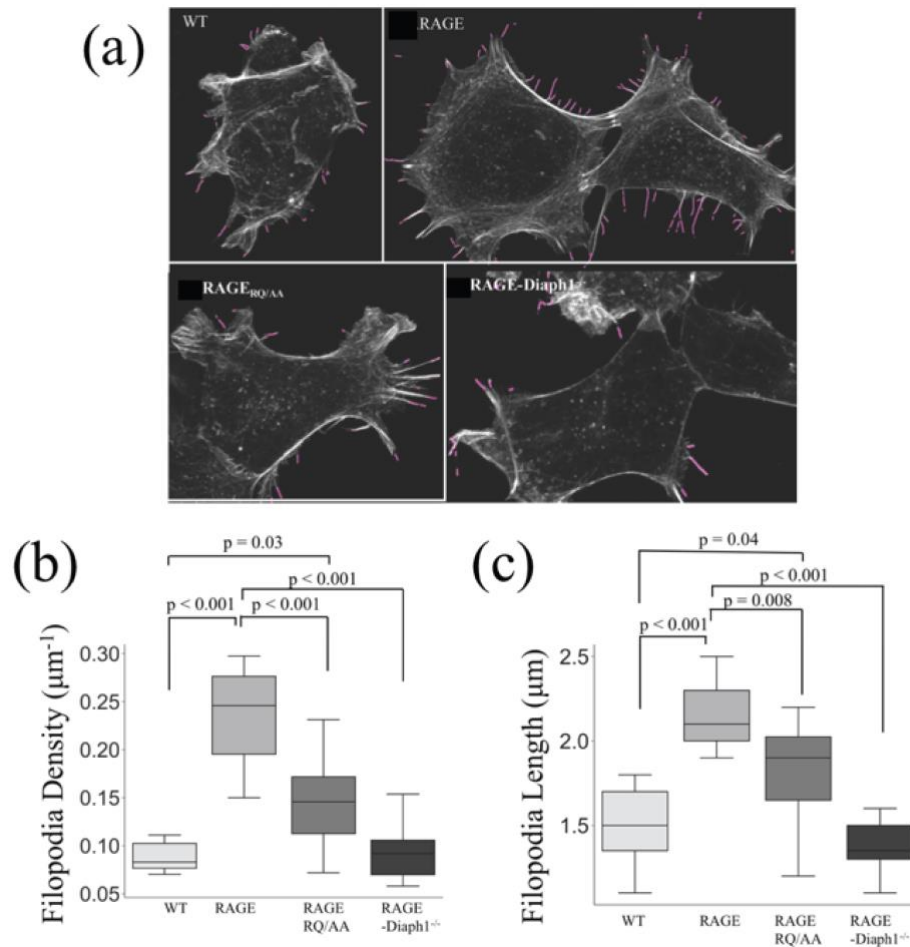 (a)
WT
RAGE
RAGE RQ/AA
RAGE-Diaph1
(b)
p = 0.03
p < 0.001
p < 0.001
p < 0.001
Filopodia Density (μm⁻¹)
0.30
0.25
0.20
0.15
0.10
0.05
WT
RAGE
RAGE
RQ/AA
RAGE
-Diaph1⁻/⁻
(c)
p = 0.04
p < 0.001
p = 0.008
p < 0.001
Filopodia Length (μm)
2.5
2.0
1.5
WT
RAGE
RAGE
RQ/AA
RAGE
-Diaph1⁻/⁻